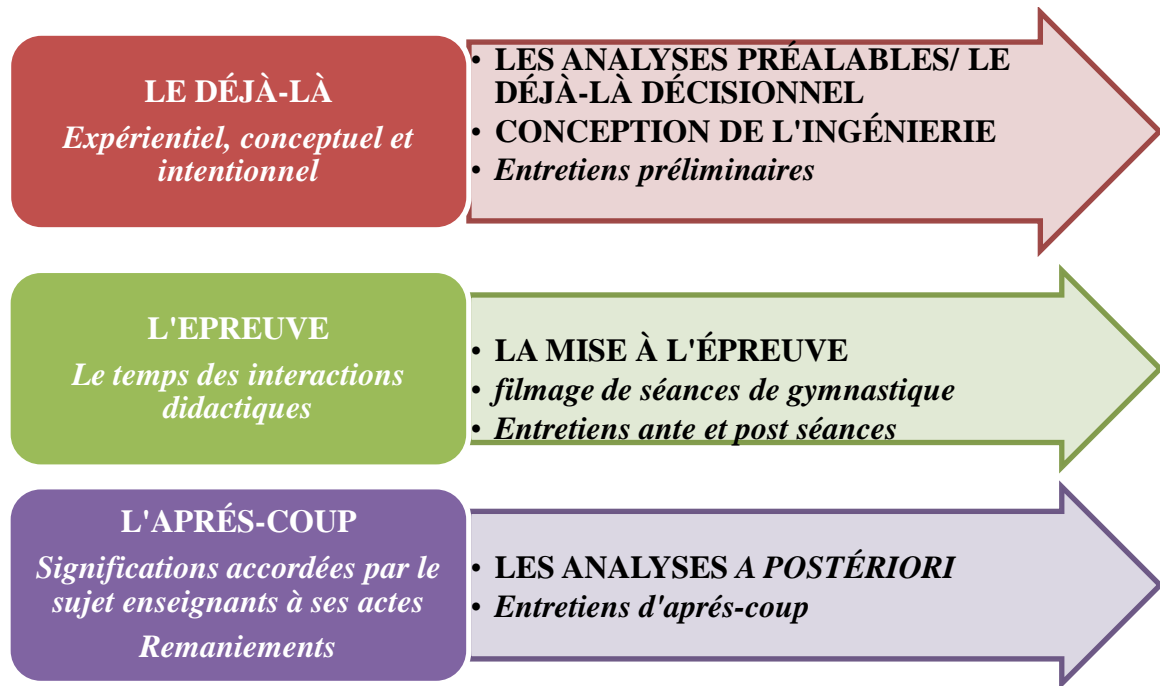 LE DÉJÀ-LÀ
Expérientiel, conceptuel et
intentionnel
• LES ANALYSES PRÉALABLES/ LE
DÉJÀ-LÀ DÉCISIONNEL
• CONCEPTION DE L'INGÉNIERIE
• Entretiens préliminaires
L'EPREUVE
Le temps des interactions
didactiques
• LA MISE À L'ÉPREUVE
• filmage de séances de gymnastique
• Entretiens ante et post séances
L'APRÉS-COUP
Significations accordées par le
sujet enseignants à ses actes
Remaniements
• LES ANALYSES A POSTÉRIORI
• Entretiens d'aprés-coup